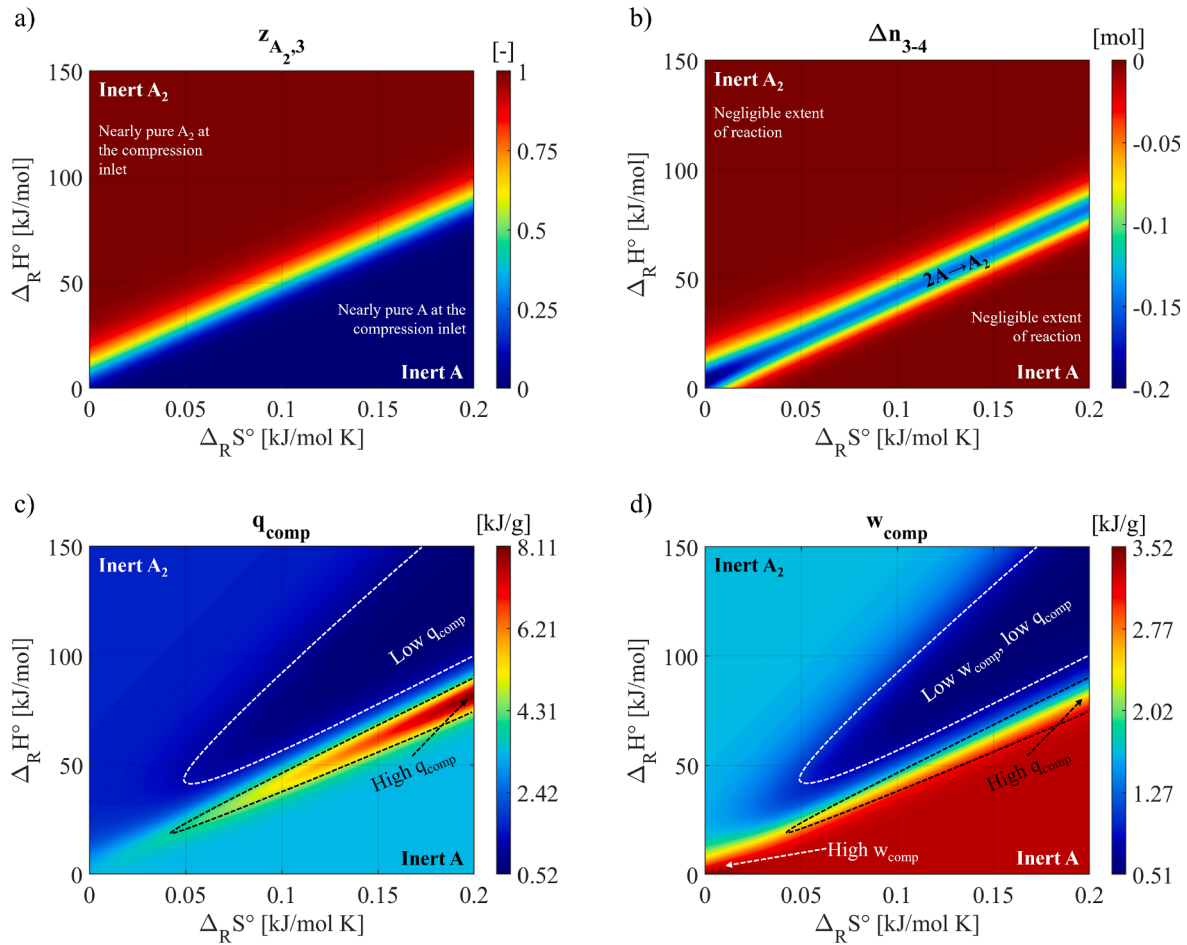 a)
z_A₂,3
[-]
150
100
50
0
0
0.05
0.1
0.15
0.2
Δ_R H° [kJ/mol]
Δ_R S° [kJ/mol K]
Inert A₂
Nearly pure A₂ at
the compression
inlet
Nearly pure A at the
compression inlet
Inert A
1
0.75
0.5
0.25
0
b)
Δn₃₋₄
[mol]
150
100
50
0
0
0.05
0.1
0.15
0.2
Δ_R H° [kJ/mol]
Δ_R S° [kJ/mol K]
Inert A₂
Negligible extent
of reaction
2A→A₂
Negligible extent
of reaction
Inert A
0
-0.05
-0.1
-0.15
-0.2
c)
q_comp
[kJ/g]
150
100
50
0
0
0.05
0.1
0.15
0.2
Δ_R H° [kJ/mol]
Δ_R S° [kJ/mol K]
Inert A₂
Low q_comp
High q_comp
Inert A
8.11
6.21
4.31
2.42
0.52
d)
w_comp
[kJ/g]
150
100
50
0
0
0.05
0.1
0.15
0.2
Δ_R H° [kJ/mol]
Δ_R S° [kJ/mol K]
Inert A₂
Low w_comp, low q_comp
High q_comp
High w_comp
Inert A
3.52
2.77
2.02
1.27
0.51